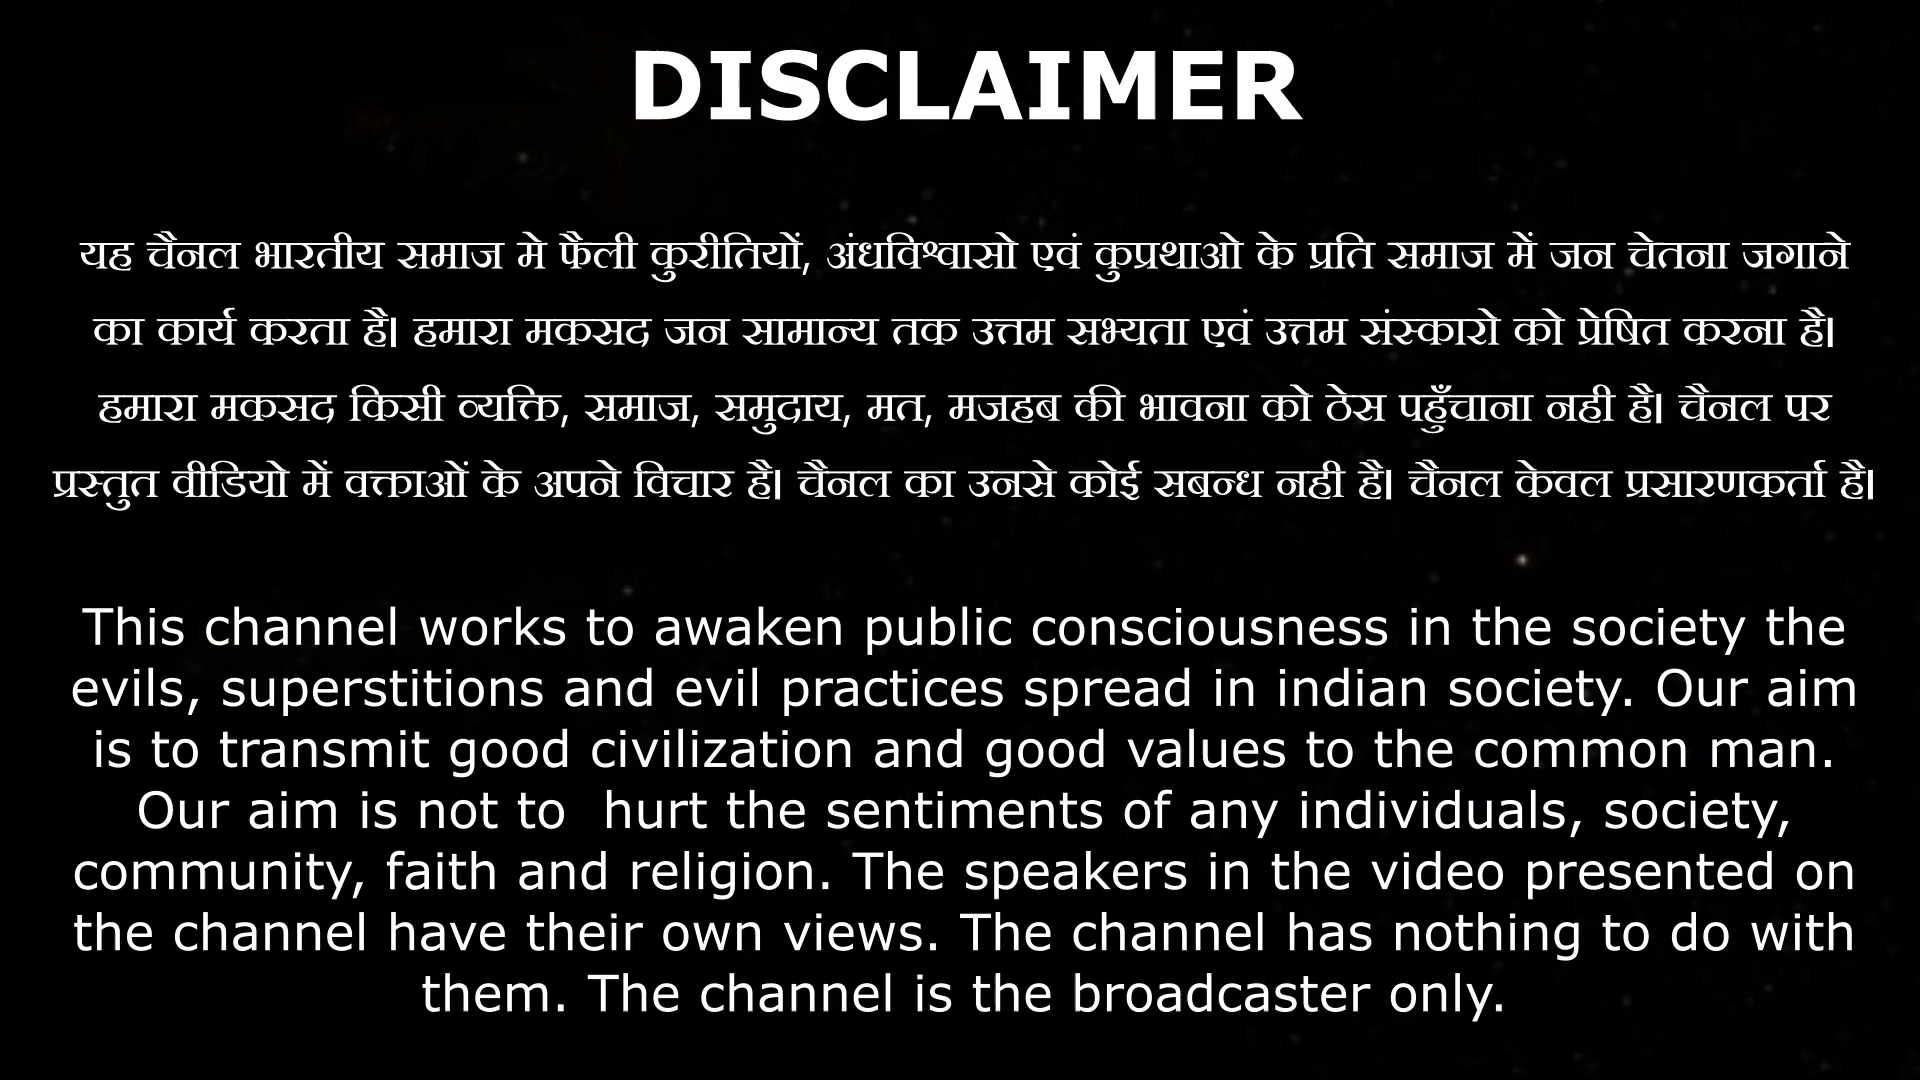 DISCLAIMER
यह चैनल भारतीय समाज मे फैली कुरीतियों, अंधविश्वासो एवं कुप्रथाओ के प्रति समाज में जन चेतना जगाने
का कार्य करता है। हमारा मकसद जन सामान्य तक उत्तम सभ्यता एवं उत्तम संस्कारो को प्रेषित करना है।
हमारा मकसद किसी व्यक्ति, समाज, समुदाय, मत, मजहब की भावना को ठेस पहुँचाना नही है। चैनल पर
प्रस्तुत वीडियो में वक्ताओं के अपने विचार है। चैनल का उनसे कोई सबन्ध नही है। चैनल केवल प्रसारणकर्ता है।
This channel works to awaken public consciousness in the society the
evils, superstitions and evil practices spread in indian society. Our aim
is to transmit good civilization and good values to the common man.
Our aim is not to  hurt the sentiments of any individuals, society,
community, faith and religion. The speakers in the video presented on
the channel have their own views. The channel has nothing to do with
them. The channel is the broadcaster only.